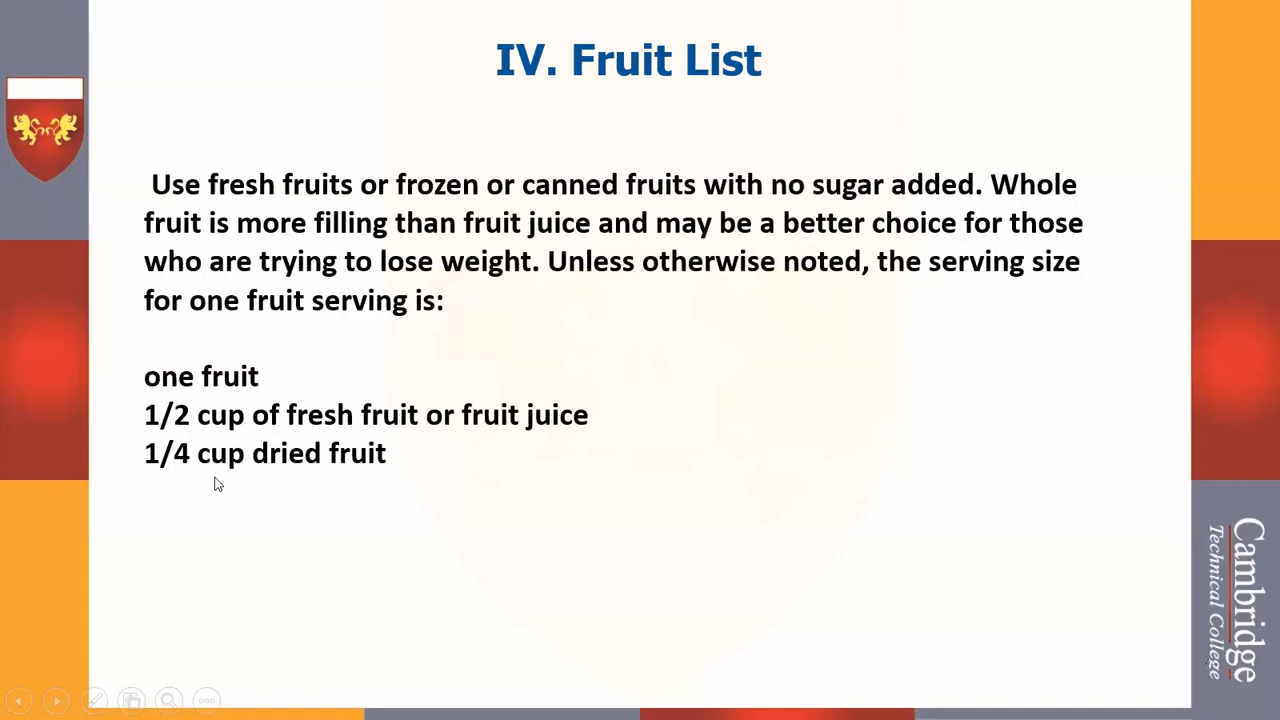 IV. Fruit List
Use fresh fruits or frozen or canned fruits with no sugar added. Whole
fruit is more filling than fruit juice and may be a better choice for those
who are trying to lose weight. Unless otherwise noted, the serving size
for one fruit serving is:
one fruit
1/2 cup of fresh fruit or fruit juice
1/4 cup dried fruit
Cambridge
Technical College